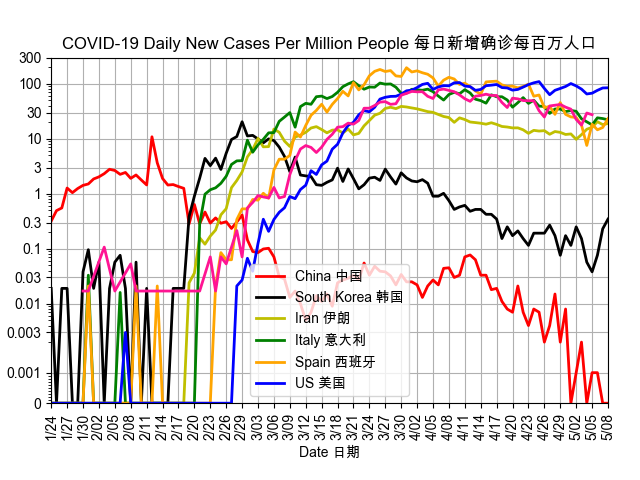 COVID-19 Daily New Cases Per Million People 每日新增确诊每百万人口
300
100
30
10
3
1
0.3
0.1
0.03
0.01
0.003
0.001
0
China 中国
South Korea 韩国
Iran 伊朗
Italy 意大利
Spain 西班牙
US 美国
1/24 1/27 1/30 2/02 2/05 2/08 2/11 2/14 2/17 2/20 2/23 2/26 2/29 3/03 3/06 3/09 3/12 3/15 3/18 3/21 3/24 3/27 3/30 4/02 4/05 4/08 4/11 4/14 4/17 4/20 4/23 4/26 4/29 5/02 5/05 5/08
Date 日期